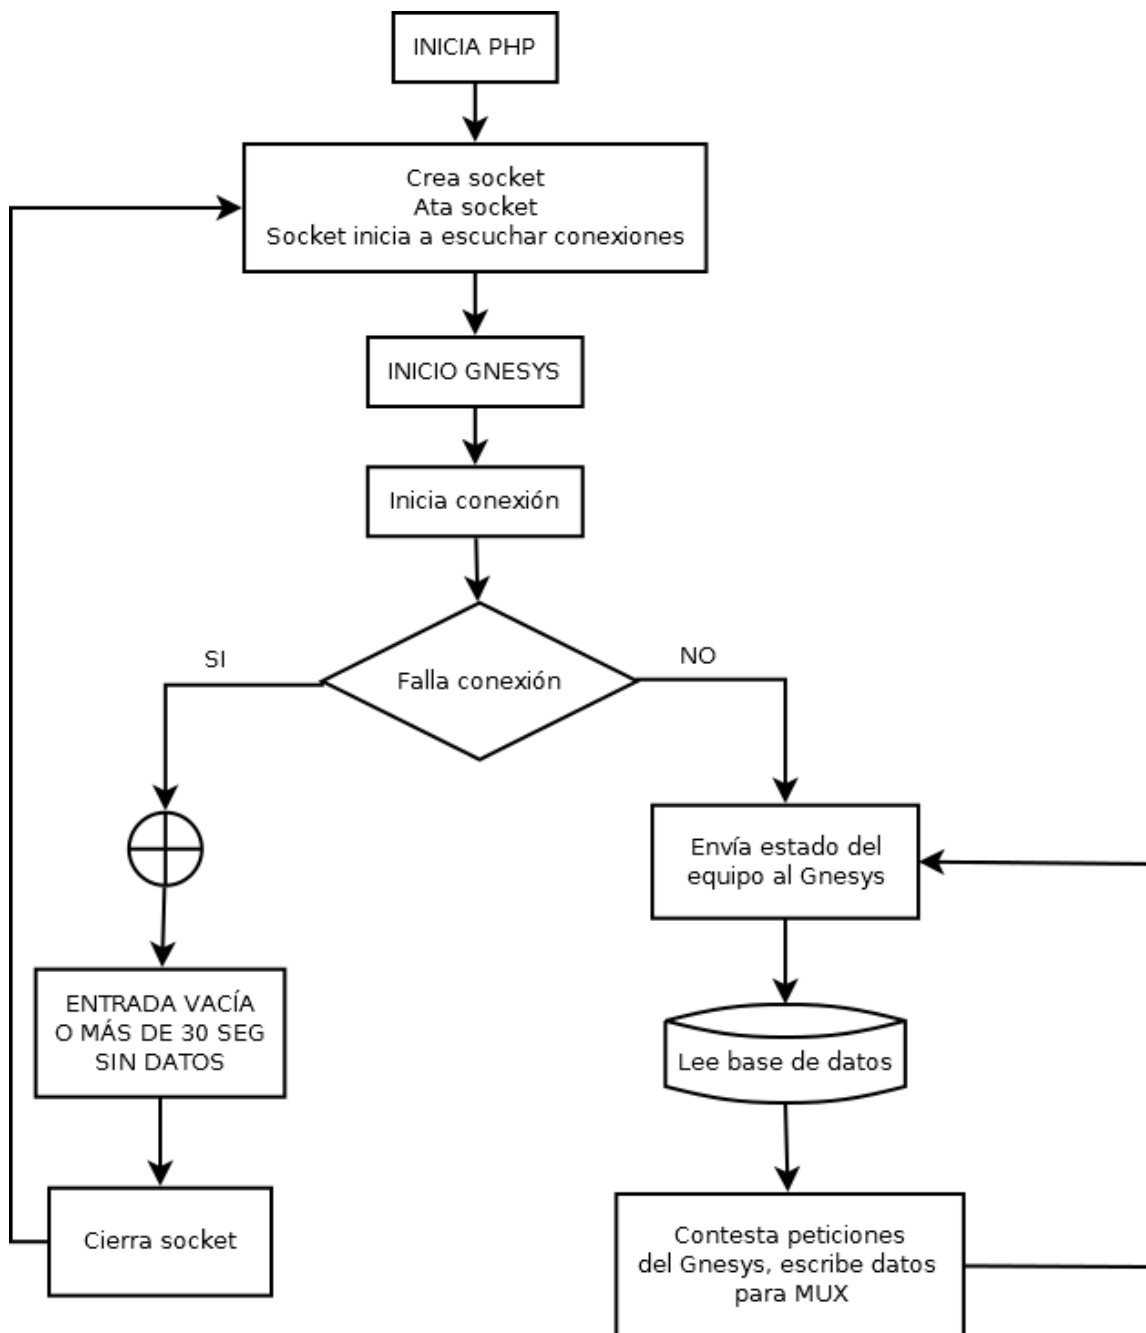 INICIA PHP
Crea socket
Ata socket
Socket inicia a escuchar conexiones
INICIO GNESYS
Inicia conexión
Falla conexión
SI
NO
Envía estado del
equipo al Gnesys
ENTRADA VACÍA
O MÁS DE 30 SEG
SIN DATOS
Lee base de datos
Cierra socket
Contesta peticiones
del Gnesys, escribe datos
para MUX